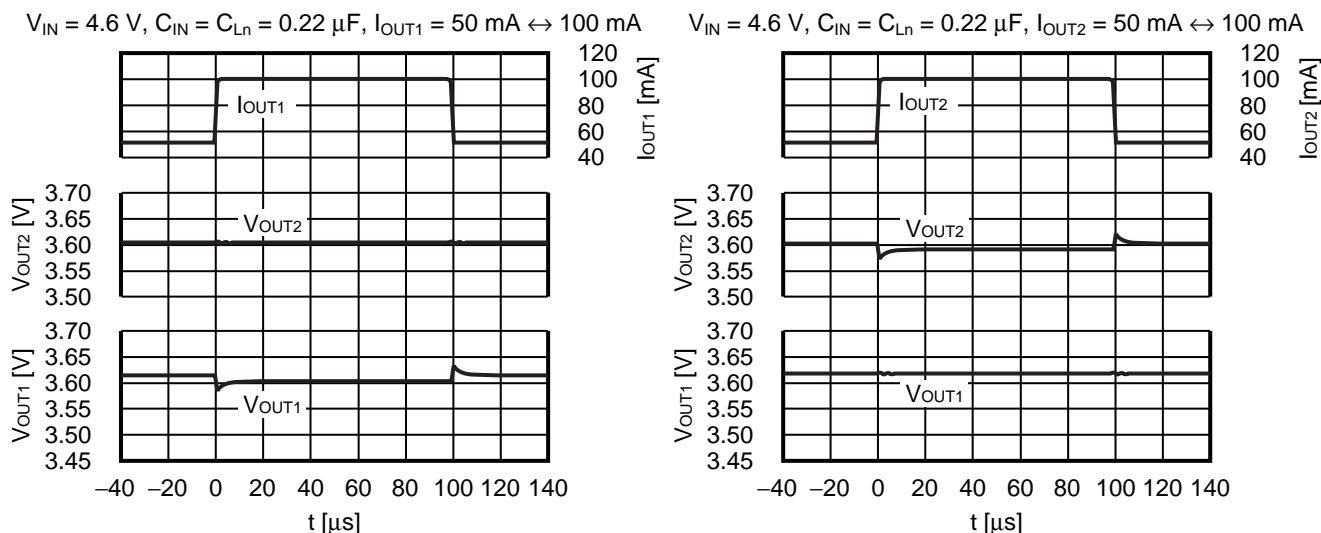 VIN = 4.6 V, CIN = CLn = 0.22 μF, IOUT1 = 50 mA ↔ 100 mA
120
100
80
60
40
IOUT1 [mA]
IOUT1
3.70
3.65
3.60
3.55
3.50
VOUT2 [V]
VOUT2
3.70
3.65
3.60
3.55
3.50
3.45
VOUT1 [V]
VOUT1
−40 −20 0 20 40 60 80 100 120 140
t [μs]
VIN = 4.6 V, CIN = CLn = 0.22 μF, IOUT2 = 50 mA ↔ 100 mA
120
100
80
60
40
IOUT2 [mA]
IOUT2
3.70
3.65
3.60
3.55
3.50
VOUT2 [V]
VOUT2
3.70
3.65
3.60
3.55
3.50
3.45
VOUT1 [V]
VOUT1
−40 −20 0 20 40 60 80 100 120 140
t [μs]